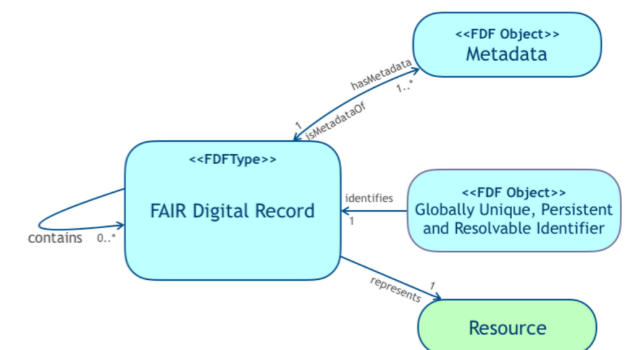 <<FDF Object>>
Metadata
hasMetadata
1..*
1
isMetadataOf
<<FDFType>>
FAIR Digital Record
contains 0..*
identifies
1
<<FDF Object>>
Globally Unique, Persistent
and Resolvable Identifier
represents
1
Resource